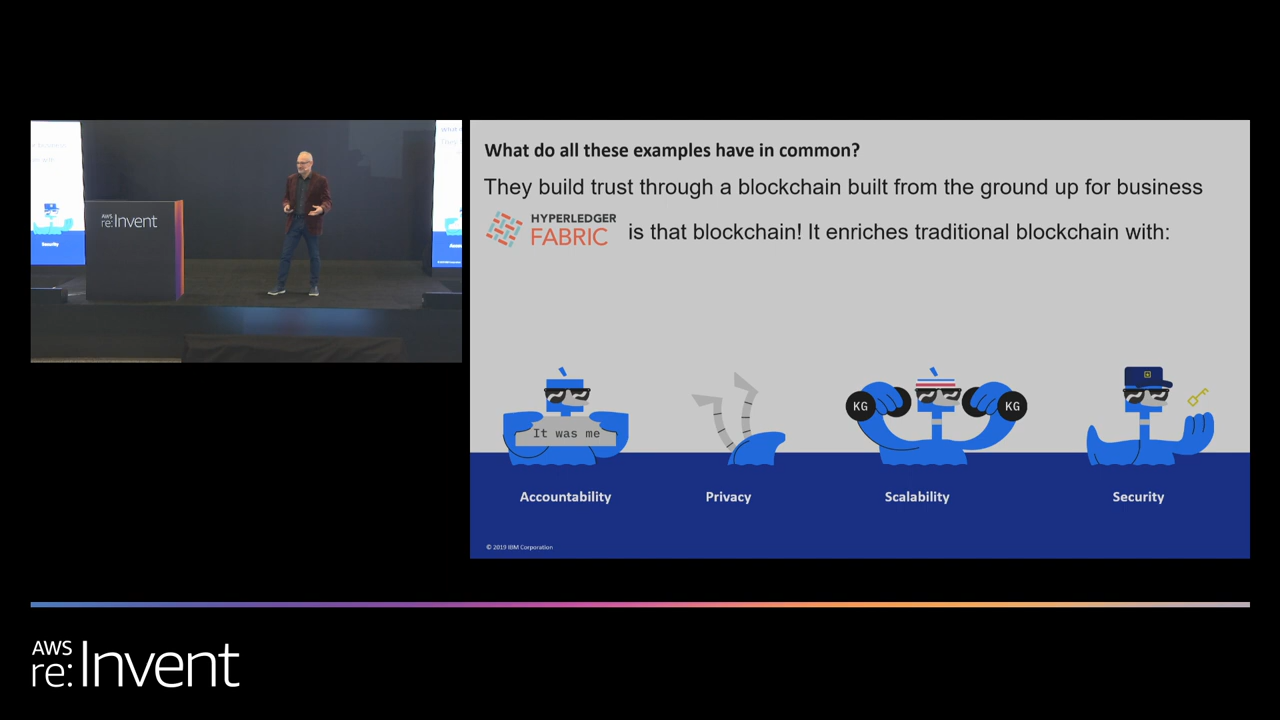 What do all these examples have in common?
They build trust through a blockchain built from the ground up for business
HYPERLEDGER
FABRIC
is that blockchain! It enriches traditional blockchain with:
KG
KG
It was me
Accountability
Privacy
Scalability
Security
© 2019 IBM Corporation
AWS
re:Invent
Security
AWS
re:Invent